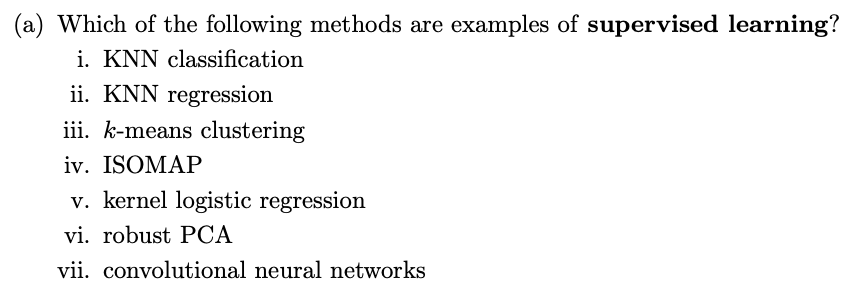 (a) Which of the following methods are examples of supervised learning?
i. KNN classification
ii. KNN regression
iii. k-means clustering
iv. ISOMAP
v. kernel logistic regression
vi. robust PCA
vii. convolutional neural networks